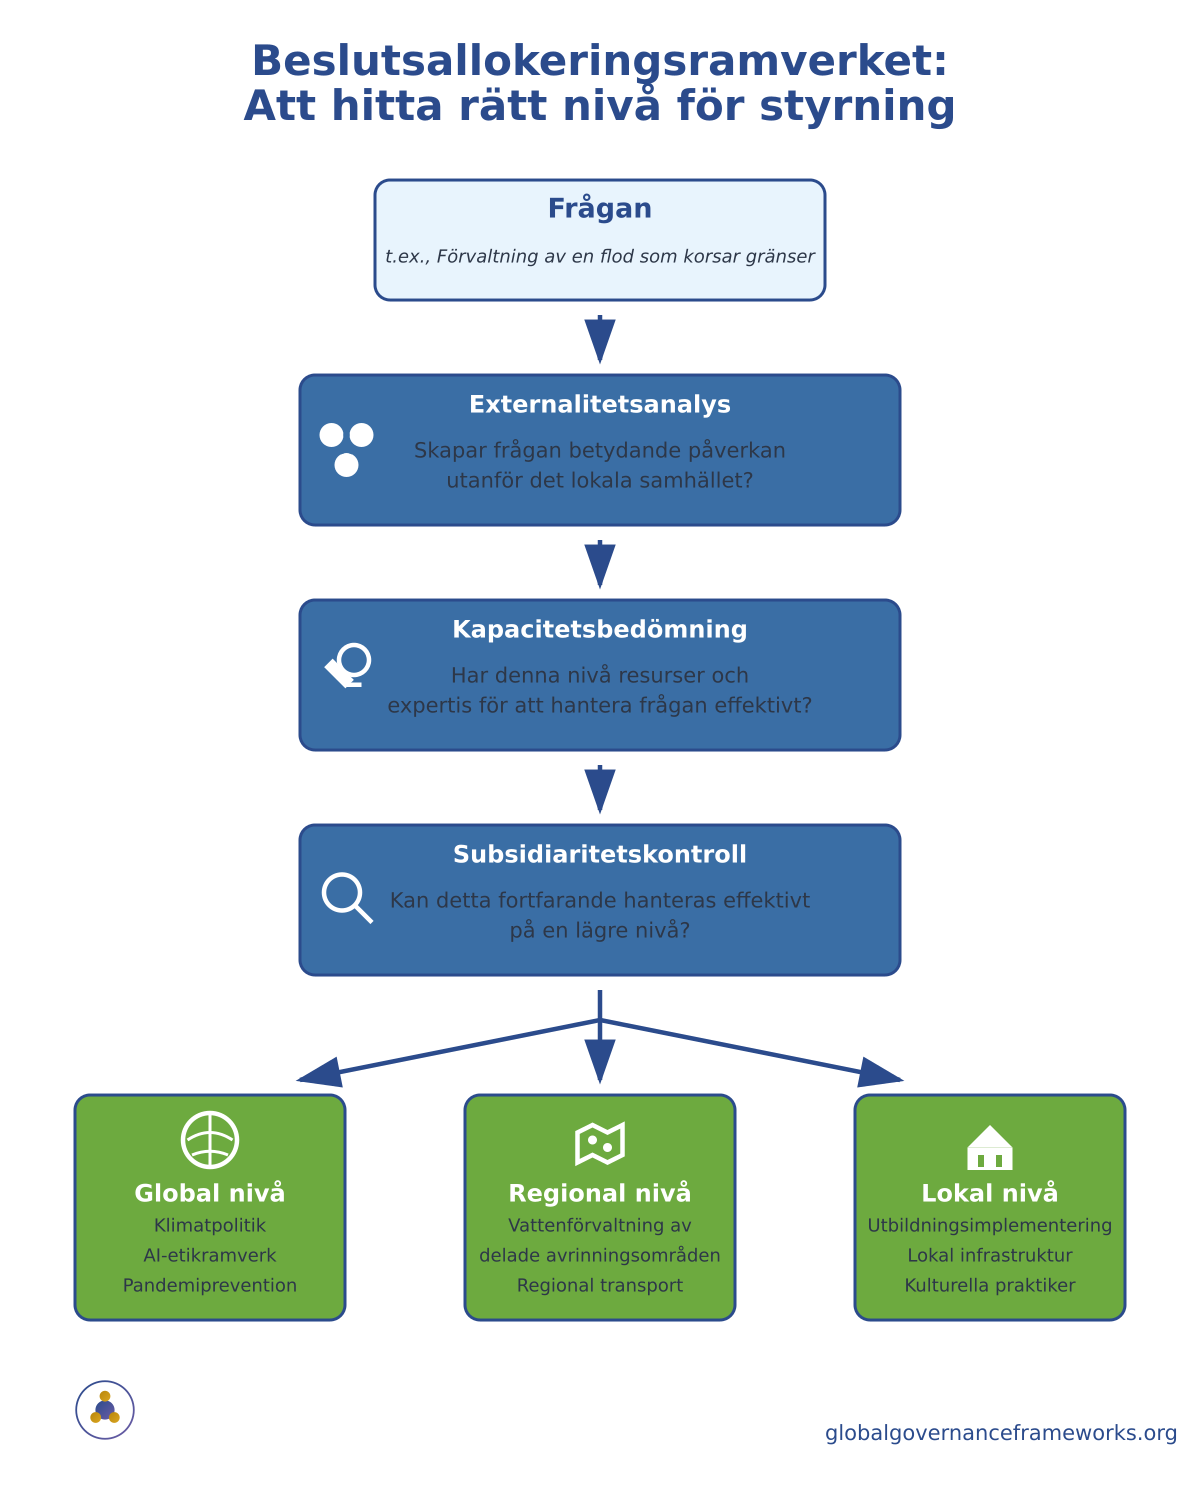 Beslutsallokeringsramverket:
Att hitta rätt nivå för styrning
Frågan
t.ex., Förvaltning av en flod som korsar gränser
Externalitetsanalys
Skapar frågan betydande påverkan
utanför det lokala samhället?
Kapacitetsbedömning
Har denna nivå resurser och
expertis för att hantera frågan effektivt?
Subsidiaritetskontroll
Kan detta fortfarande hanteras effektivt
på en lägre nivå?
Global nivå
Klimatpolitik
AI-etikramverk
Pandemiprevention
Regional nivå
Vattenförvaltning av
delade avrinningsområden
Regional transport
Lokal nivå
Utbildningsimplementering
Lokal infrastruktur
Kulturella praktiker
globalgovernanceframeworks.org